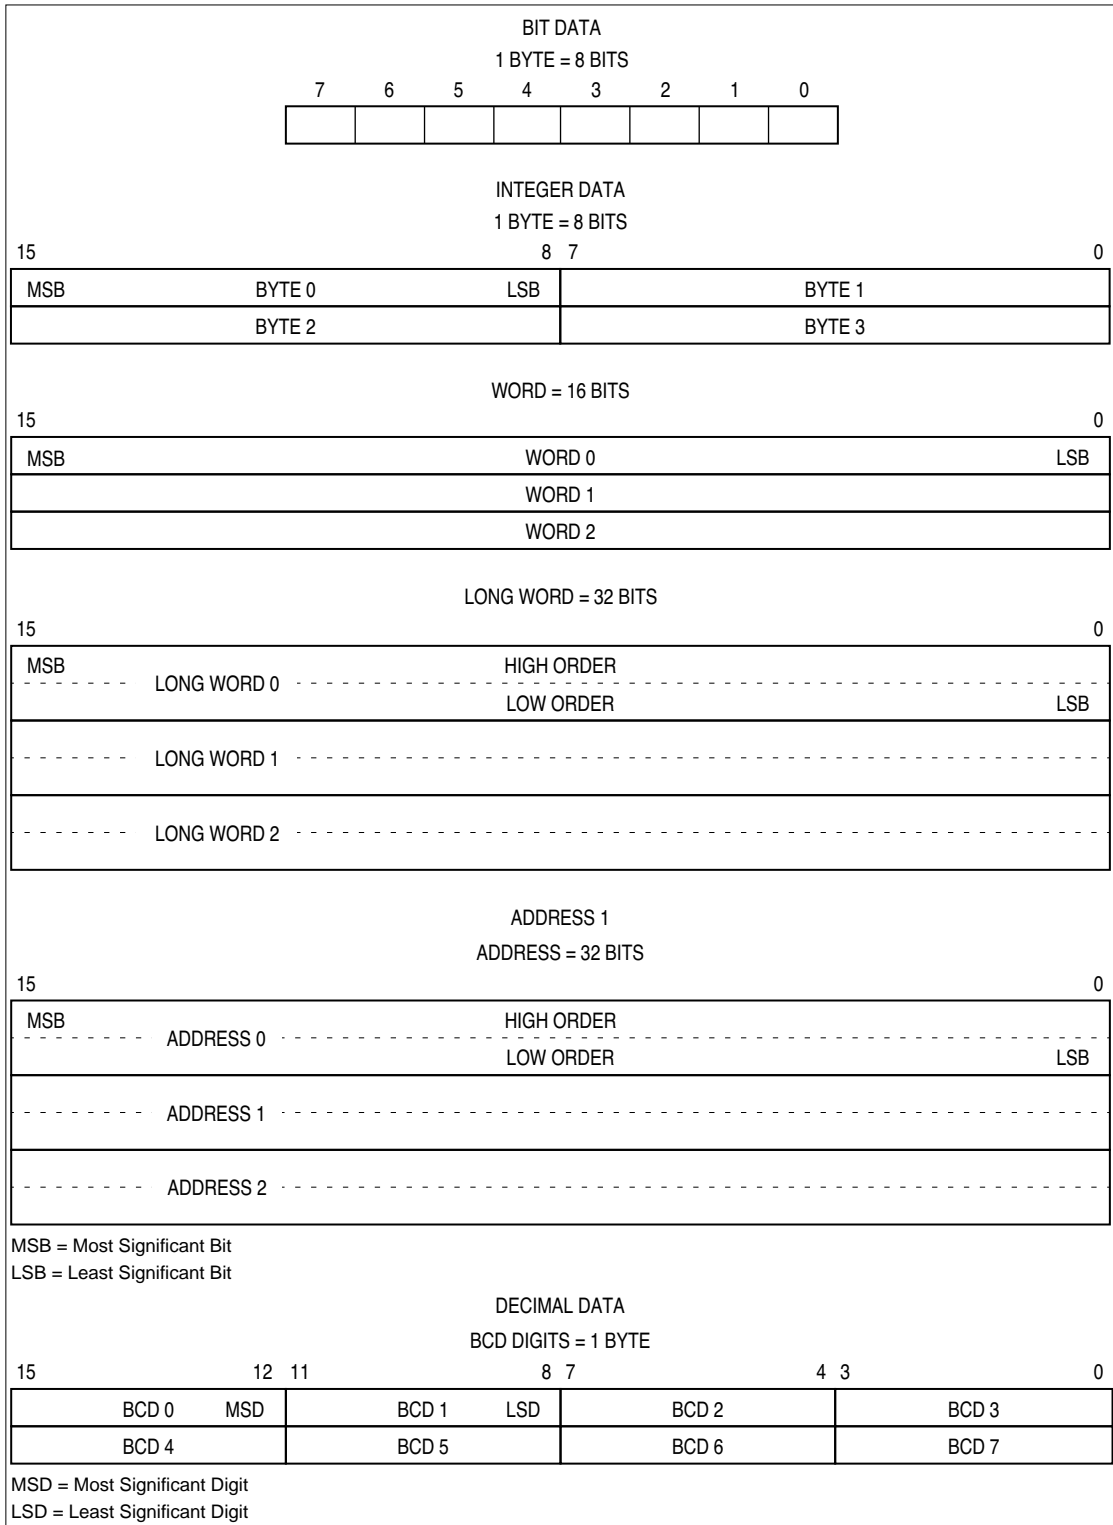 BIT DATA
1 BYTE = 8 BITS
7 6 5 4 3 2 1 0
INTEGER DATA
1 BYTE = 8 BITS
15 8 7 0
MSB BYTE 0 LSB BYTE 1
BYTE 2 BYTE 3
WORD = 16 BITS
15 0
MSB WORD 0 LSB
WORD 1
WORD 2
LONG WORD = 32 BITS
15 0
MSB HIGH ORDER
LONG WORD 0
LOW ORDER LSB
LONG WORD 1
LONG WORD 2
ADDRESS 1
ADDRESS = 32 BITS
15 0
MSB HIGH ORDER
ADDRESS 0
LOW ORDER LSB
ADDRESS 1
ADDRESS 2
MSB = Most Significant Bit
LSB = Least Significant Bit
DECIMAL DATA
BCD DIGITS = 1 BYTE
15 12 11 8 7 4 3 0
BCD 0 MSD BCD 1 LSD BCD 2 BCD 3
BCD 4 BCD 5 BCD 6 BCD 7
MSD = Most Significant Digit
LSD = Least Significant Digit